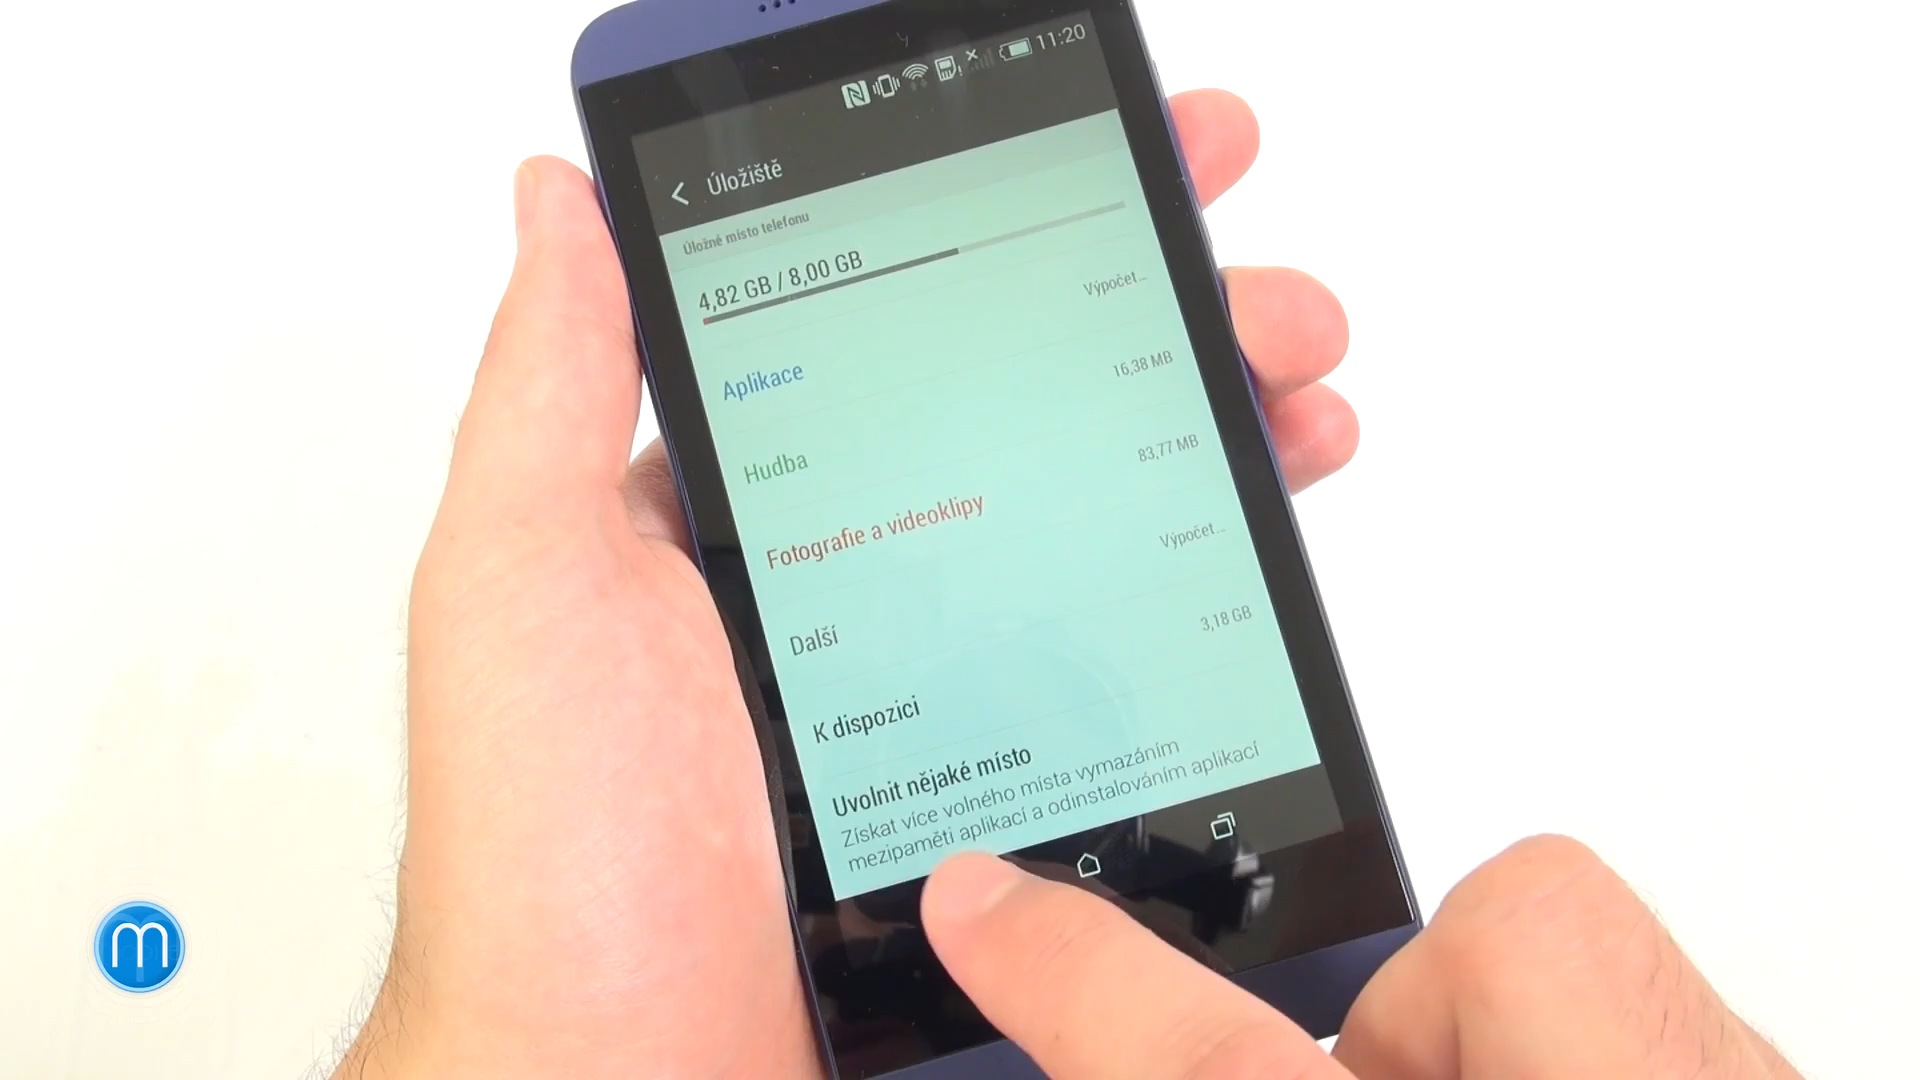 11:20
Úložiště
Úložné místo telefonu
4,82 GB / 8,00 GB
Aplikace
Výpočet...
Hudba
16,38 MB
Fotografie a videoklipy
83,77 MB
Další
Výpočet...
K dispozici
3,18 GB
Uvolnit nějaké místo
Získat více volného místa vymazáním
mezipaměti aplikací a odinstalováním aplikací
m